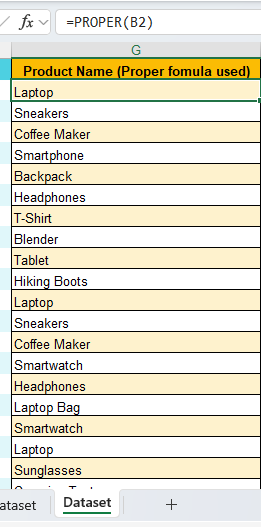 fx =PROPER(B2)
G
Product Name (Proper fomula used)
Laptop
Sneakers
Coffee Maker
Smartphone
Backpack
Headphones
T-Shirt
Blender
Tablet
Hiking Boots
Laptop
Sneakers
Coffee Maker
Smartwatch
Headphones
Laptop Bag
Smartwatch
Laptop
Sunglasses
ataset Dataset +